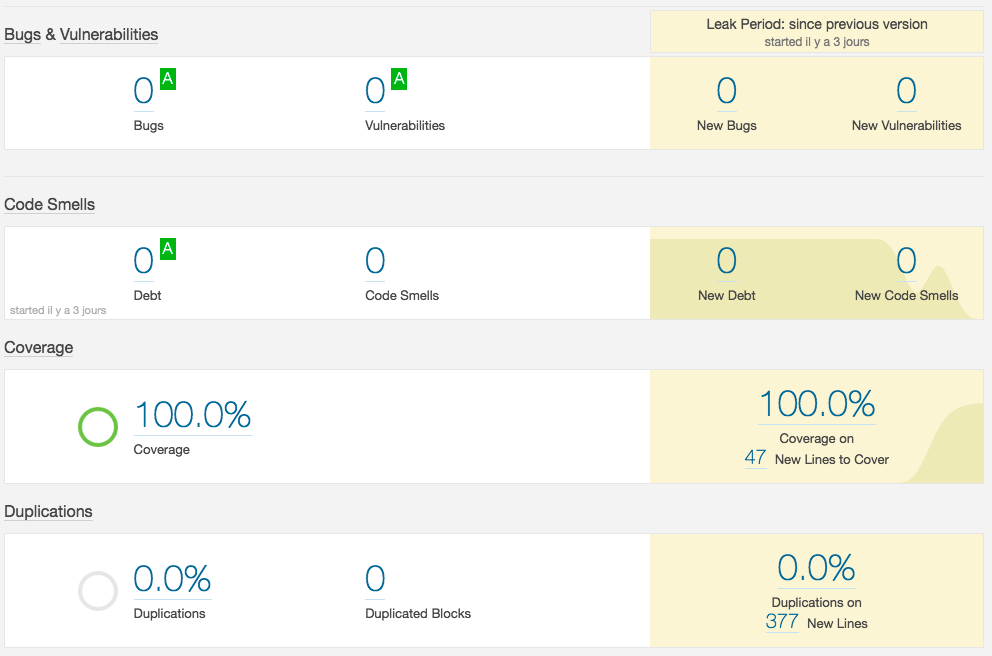 Bugs & Vulnerabilities
Leak Period: since previous version
started il y a 3 jours
0 A
Bugs
0 A
Vulnerabilities
0
New Bugs
0
New Vulnerabilities
Code Smells
0 A
Debt
0
Code Smells
0
New Debt
0
New Code Smells
started il y a 3 jours
Coverage
100.0%
Coverage
100.0%
Coverage on
47 New Lines to Cover
Duplications
0.0%
Duplications
0
Duplicated Blocks
0.0%
Duplications on
377 New Lines